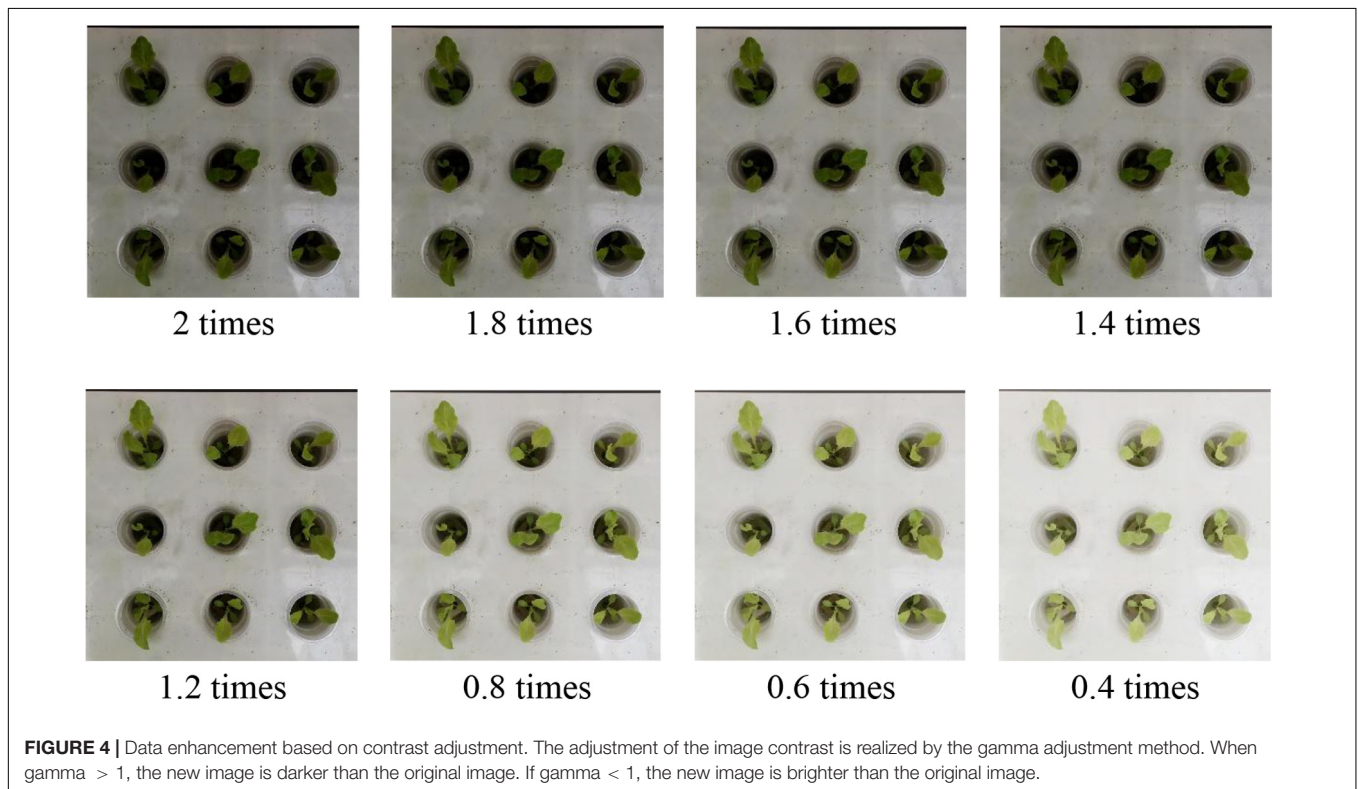 2 times
1.8 times
1.6 times
1.4 times
1.2 times
0.8 times
0.6 times
0.4 times
FIGURE 4 | Data enhancement based on contrast adjustment. The adjustment of the image contrast is realized by the gamma adjustment method. When
gamma > 1, the new image is darker than the original image. If gamma < 1, the new image is brighter than the original image.